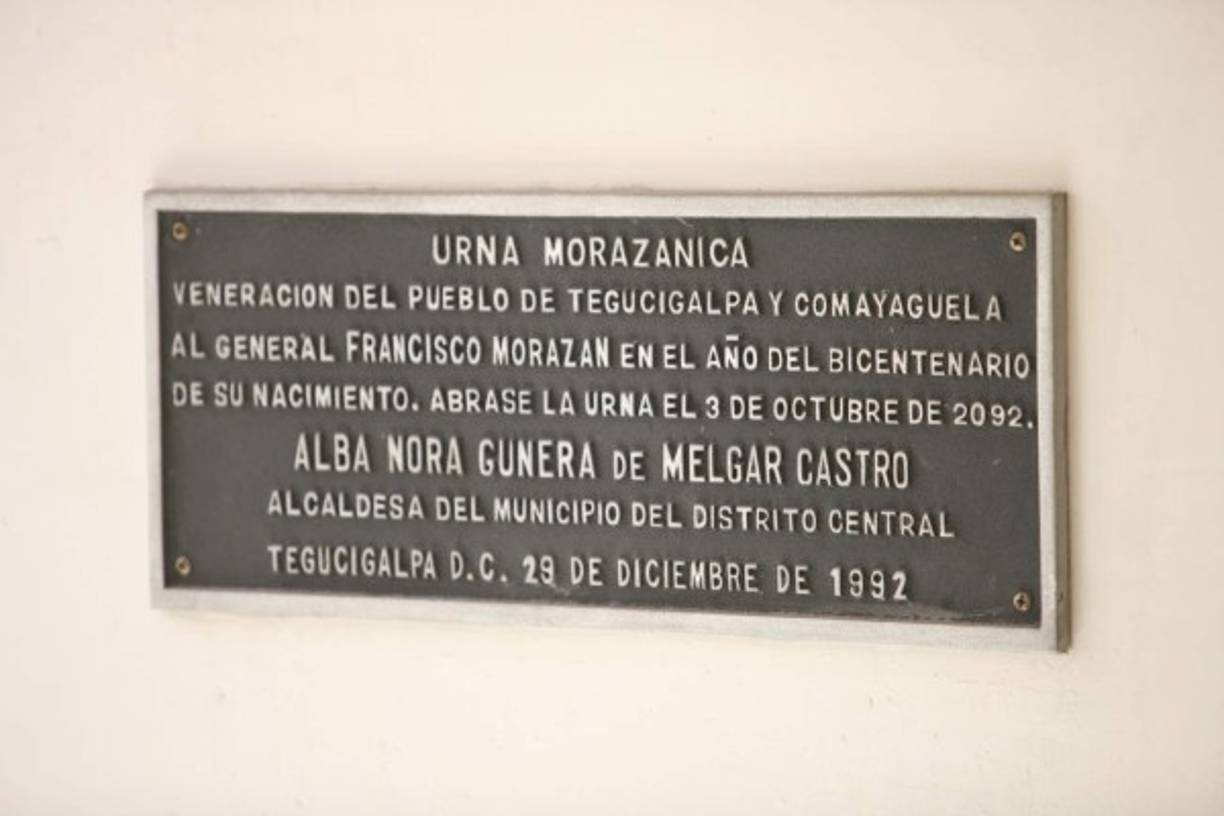 URNA MORAZANICA
VENERACION DEL PUEBLO DE TEGUCIGALPA Y COMAYAGUELA
AL GENERAL FRANCISCO MORAZAN EN EL AÑO DEL BICENTENARIO
DE SU NACIMIENTO. ABRASE LA URNA EL 3 DE OCTUBRE DE 2092.
ALBA NORA GUNERA DE MELGAR CASTRO
ALCALDESA DEL MUNICIPIO DEL DISTRITO CENTRAL
TEGUCIGALPA D.C. 29 DE DICIEMBRE DE 1992